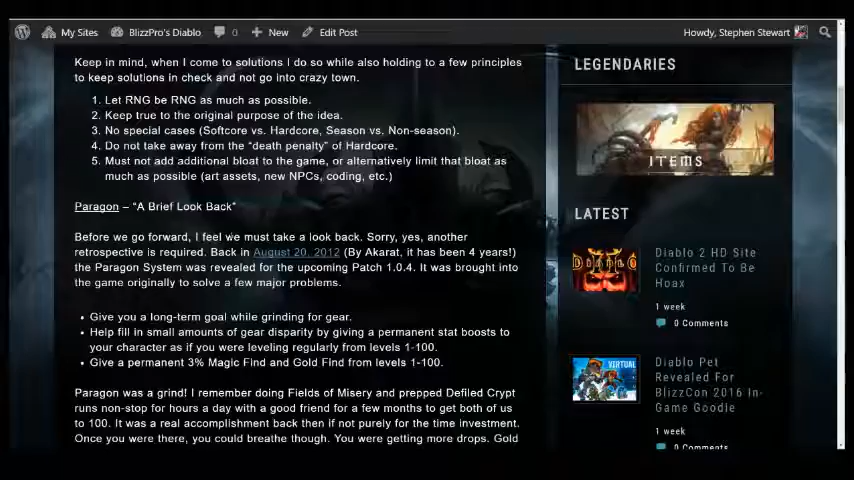 My Sites
BlizzPro's Diablo
0
New
Edit Post
Howdy, Stephen Stewart
Keep in mind, when I come to solutions I do so while also holding to a few principles
to keep solutions in check and not go into crazy town.
1. Let RNG be RNG as much as possible.
2. Keep true to the original purpose of the idea.
3. No special cases (Softcore vs. Hardcore, Season vs. Non-season).
4. Do not take away from the “death penalty” of Hardcore.
5. Must not add additional bloat to the game, or alternatively limit that bloat as
much as possible (art assets, new NPCs, coding, etc.)
Paragon – “A Brief Look Back”
Before we go forward, I feel we must take a look back. Sorry, yes, another
retrospective is required. Back in August 20, 2012 (By Akarat, it has been 4 years!)
the Paragon System was revealed for the upcoming Patch 1.0.4. It was brought into
the game originally to solve a few major problems.
• Give you a long-term goal while grinding for gear.
• Help fill in small amounts of gear disparity by giving a permanent stat boosts to
your character as if you were leveling regularly from levels 1-100.
• Give a permanent 3% Magic Find and Gold Find from levels 1-100.
Paragon was a grind! I remember doing Fields of Misery and prepped Defiled Crypt
runs non-stop for hours a day with a good friend for a few months to get both of us
to 100. It was a real accomplishment back then if not purely for the time investment.
Once you were there, you could breathe though. You were getting more drops. Gold
LEGENDARIES
ITEMS
LATEST
DIABLO
II
Diablo 2 HD Site
Confirmed To Be
Hoax
1 week
0 Comments
VIRTUAL
Diablo Pet
Revealed For
BlizzCon 2016 In-
Game Goodie
1 week
0 Comments